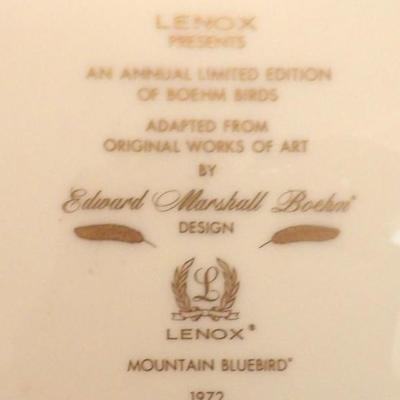 LENOX
PRESENTS
AN ANNUAL LIMITED EDITION
OF BOEHM BIRDS
ADAPTED FROM
ORIGINAL WORKS OF ART
BY
Edward Marshall Boehm®
DESIGN
L
LENOX®
MOUNTAIN BLUEBIRD"
1972